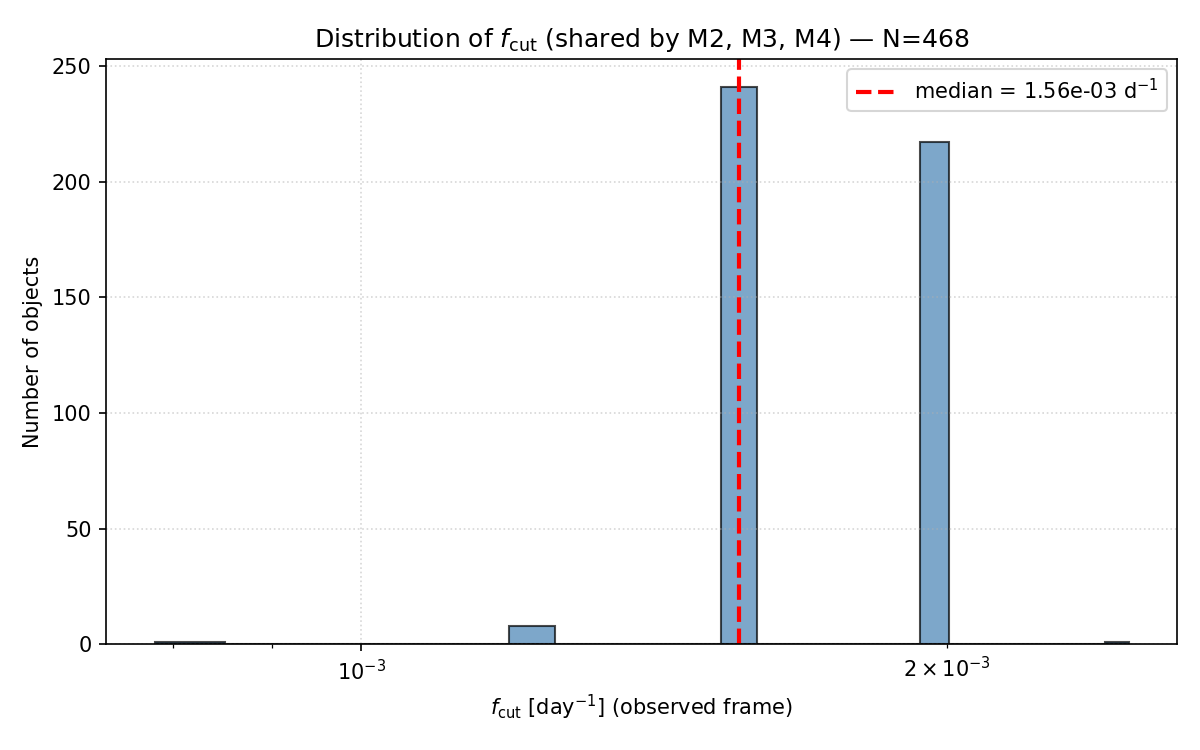 Distribution of f_cut (shared by M2, M3, M4) — N=468
median = 1.56e-03 d⁻¹
Number of objects
250
200
150
100
50
0
10⁻³
2 × 10⁻³
f_cut [day⁻¹] (observed frame)